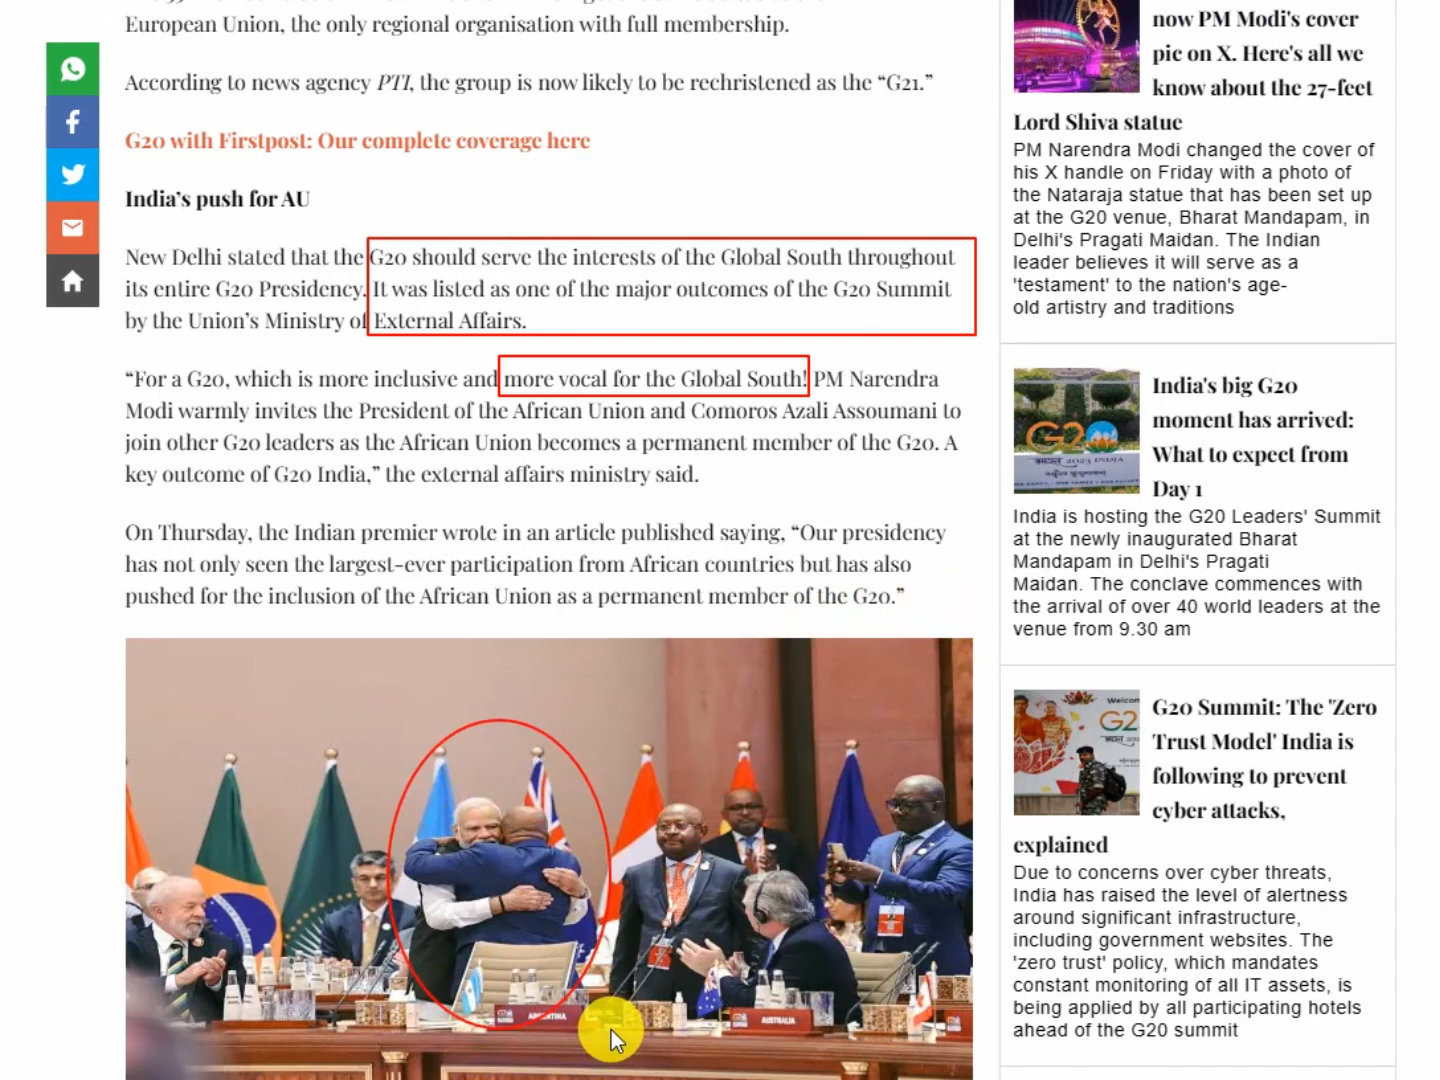 European Union, the only regional organisation with full membership.
According to news agency PTI, the group is now likely to be rechristened as the “G21.”
G20 with Firstpost: Our complete coverage here
India’s push for AU
New Delhi stated that the G20 should serve the interests of the Global South throughout
its entire G20 Presidency. It was listed as one of the major outcomes of the G20 Summit
by the Union’s Ministry of External Affairs.
“For a G20, which is more inclusive and more vocal for the Global South! PM Narendra
Modi warmly invites the President of the African Union and Comoros Azali Assoumani to
join other G20 leaders as the African Union becomes a permanent member of the G20. A
key outcome of G20 India,” the external affairs ministry said.
On Thursday, the Indian premier wrote in an article published saying, “Our presidency
has not only seen the largest-ever participation from African countries but has also
pushed for the inclusion of the African Union as a permanent member of the G20.”
ARGENTINA
AUSTRALIA
now PM Modi's cover
pic on X. Here's all we
know about the 27-feet
Lord Shiva statue
PM Narendra Modi changed the cover of
his X handle on Friday with a photo of
the Nataraja statue that has been set up
at the G20 venue, Bharat Mandapam, in
Delhi's Pragati Maidan. The Indian
leader believes it will serve as a
'testament' to the nation's age-
old artistry and traditions
G20
भारत 2023 INDIA
India's big G20
moment has arrived:
What to expect from
Day 1
India is hosting the G20 Leaders' Summit
at the newly inaugurated Bharat
Mandapam in Delhi's Pragati
Maidan. The conclave commences with
the arrival of over 40 world leaders at the
venue from 9.30 am
G2
G20 Summit: The 'Zero
Trust Model' India is
following to prevent
cyber attacks,
explained
Due to concerns over cyber threats,
India has raised the level of alertness
around significant infrastructure,
including government websites. The
'zero trust' policy, which mandates
constant monitoring of all IT assets, is
being applied by all participating hotels
ahead of the G20 summit